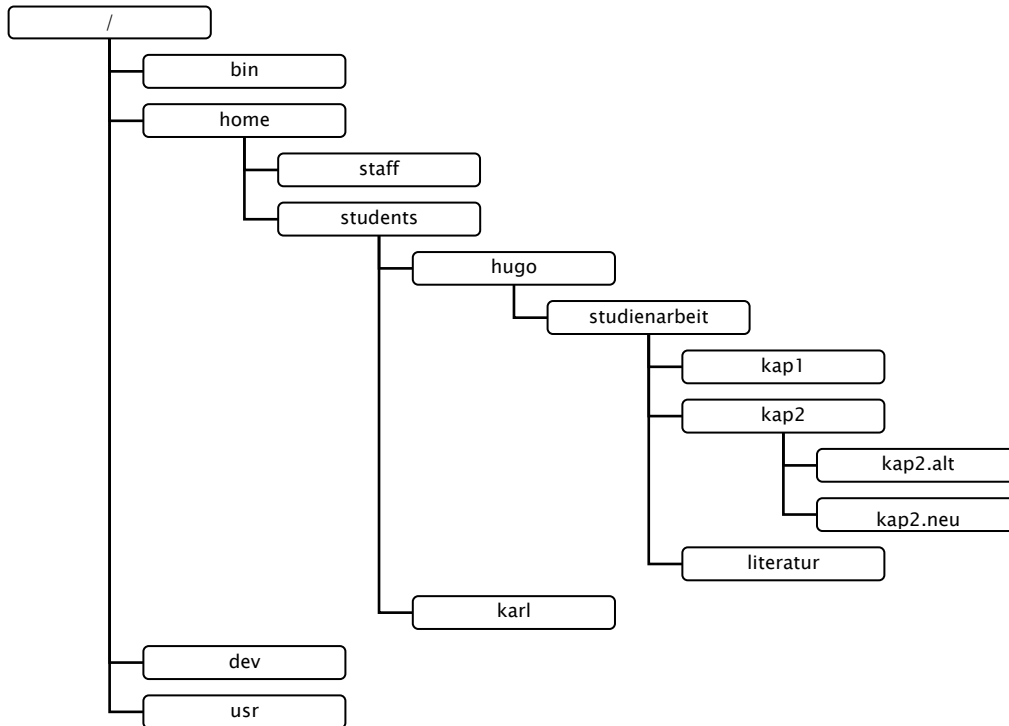 /
bin
home
staff
students
hugo
studienarbeit
kap1
kap2
kap2.alt
kap2.neu
literatur
karl
dev
usr